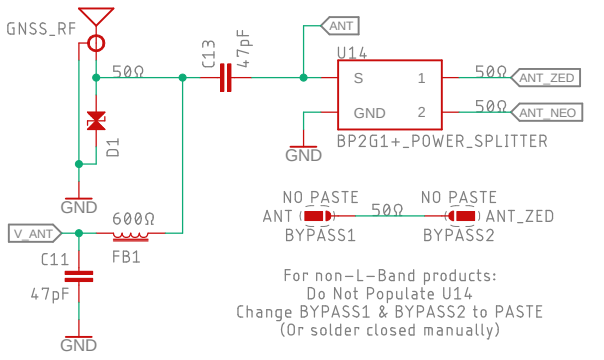 GNSS_RF
50Ω
C13
47pF
ANT
U14
S
1
GND
2
50Ω
ANT_ZED
50Ω
ANT_NEO
BP2G1+_POWER_SPLITTER
GND
D1
GND
NO PASTE
NO PASTE
ANT
50Ω
ANT_ZED
BYPASS1
BYPASS2
600Ω
V_ANT
FB1
C11
47pF
GND
For non-L-Band products:
Do Not Populate U14
Change BYPASS1 & BYPASS2 to PASTE
(Or solder closed manually)